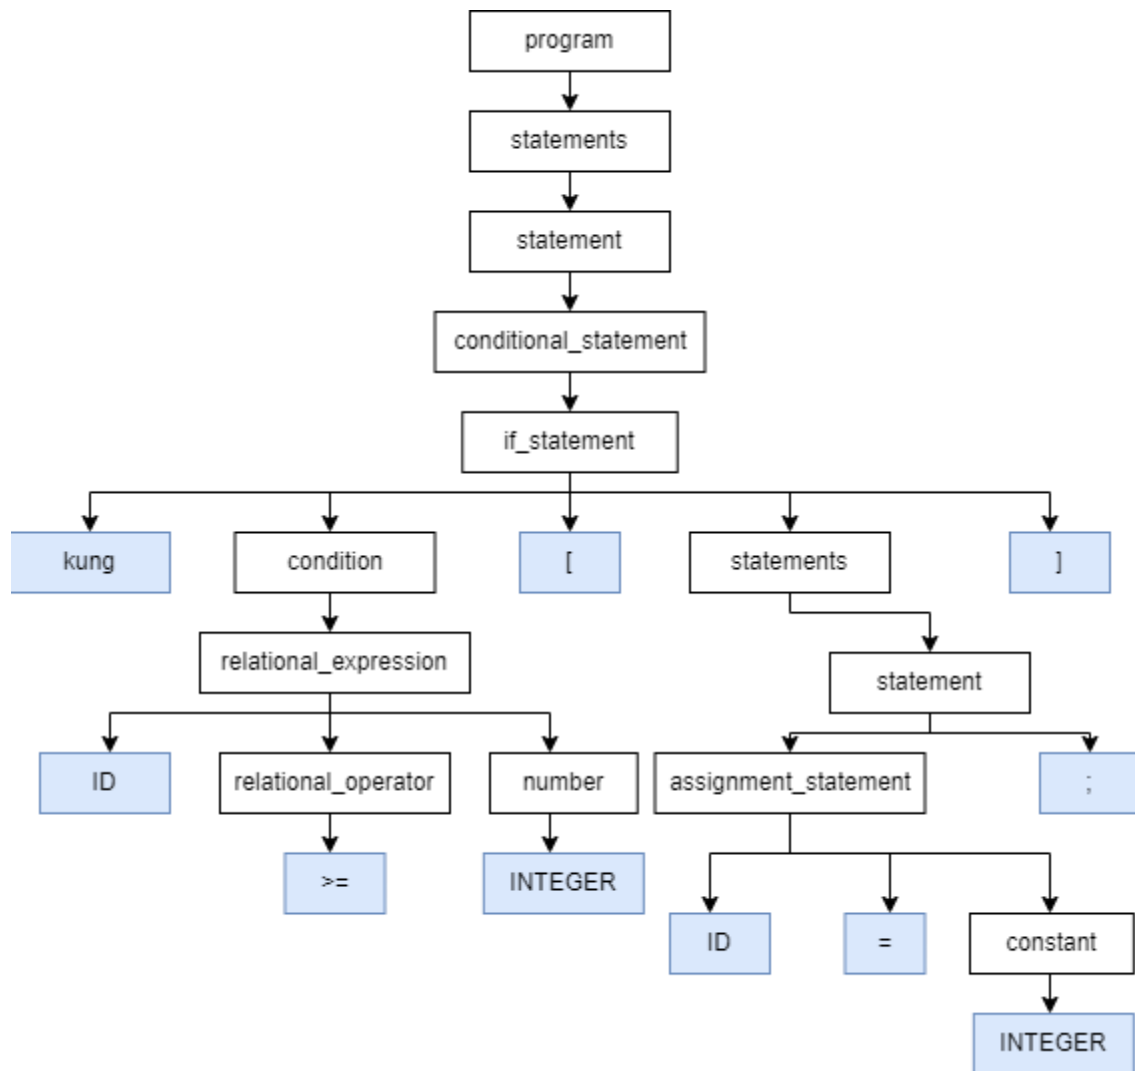 program
statements
statement
conditional_statement
if_statement
kung
condition
[
statements
]
relational_expression
statement
ID
relational_operator
number
assignment_statement
;
>=
INTEGER
ID
=
constant
INTEGER